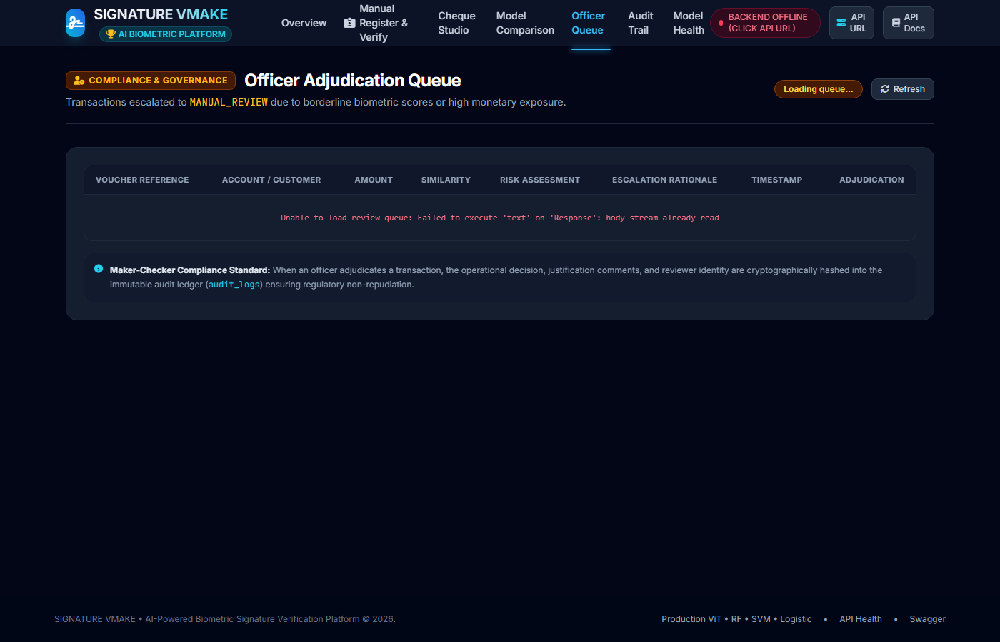 SIGNATURE VMAKE
AI BIOMETRIC PLATFORM
Overview
Manual
Register &
Verify
Cheque
Studio
Model
Comparison
Officer
Queue
Audit
Trail
Model
Health
BACKEND OFFLINE
(CLICK API URL)
API
URL
API
Docs
COMPLIANCE & GOVERNANCE
Officer Adjudication Queue
Transactions escalated to MANUAL_REVIEW due to borderline biometric scores or high monetary exposure.
Loading queue...
Refresh
VOUCHER REFERENCE ACCOUNT / CUSTOMER AMOUNT SIMILARITY RISK ASSESSMENT ESCALATION RATIONALE TIMESTAMP ADJUDICATION
Unable to load review queue: Failed to execute 'text' on 'Response': body stream already read
Maker-Checker Compliance Standard: When an officer adjudicates a transaction, the operational decision, justification comments, and reviewer identity are cryptographically hashed into the
immutable audit ledger (audit_logs) ensuring regulatory non-repudiation.
SIGNATURE VMAKE • AI-Powered Biometric Signature Verification Platform © 2026.
Production ViT • RF • SVM • Logistic • API Health • Swagger